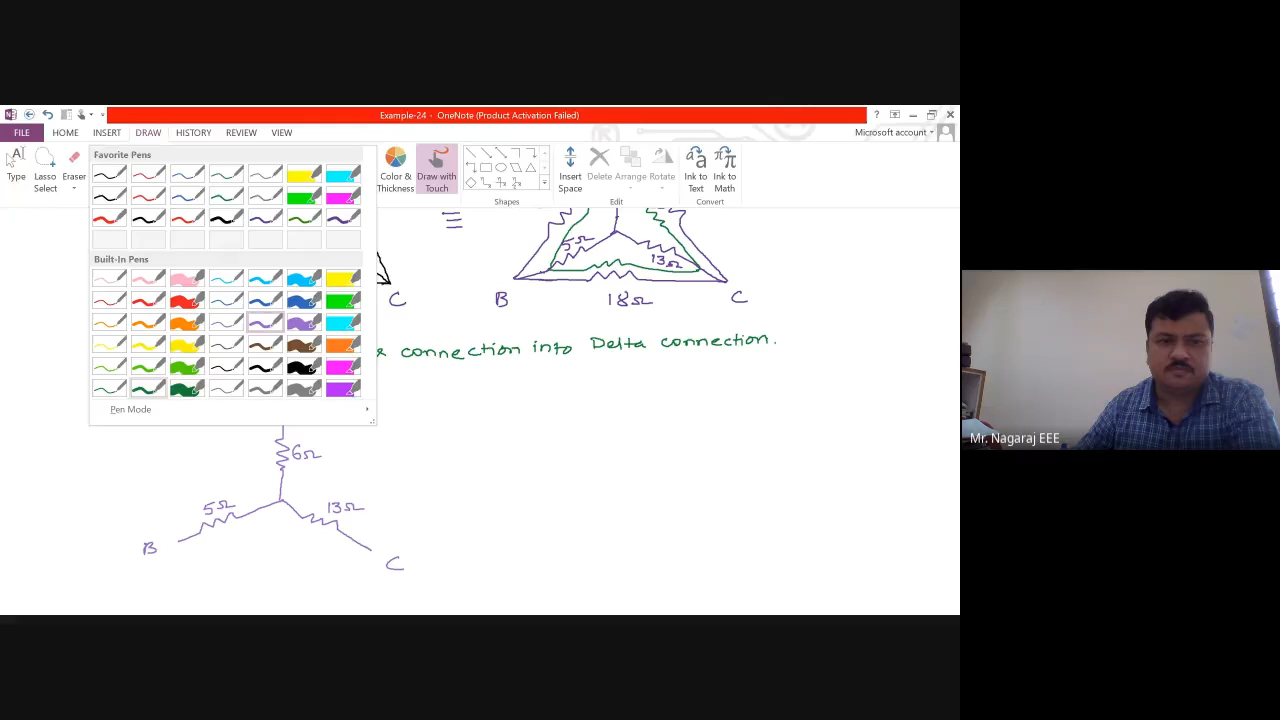 Example-24 - OneNote (Product Activation Failed)
?
FILE HOME INSERT DRAW HISTORY REVIEW VIEW
Microsoft account
Type
Lasso Select
Eraser
Favorite Pens
Built-In Pens
Pen Mode
Color & Thickness
Draw with Touch
Shapes
Insert Space
Delete
Arrange
Rotate
Edit
Ink to Text
Ink to Math
Convert
5Ω
13Ω
C
B
18Ω
C
connection into Delta connection.
6Ω
5Ω
13Ω
B
C
Mr. Nagaraj EEE